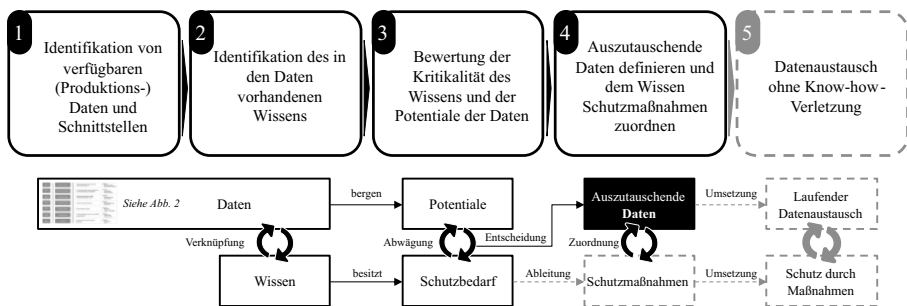 1
Identifikation von
verfügbaren
(Produktions-)
Daten und
Schnittstellen
2
Identifikation des in
den Daten
vorhandenen
Wissens
3
Bewertung der
Kritikalität des
Wissens und der
Potentiale der Daten
4
Auszutauschende
Daten definieren und
dem Wissen
Schutzmaßnahmen
zuordnen
5
Datenaustausch
ohne Know-how-
Verletzung
Siehe Abb. 2
Daten
bergen
Potentiale
Auszutauschende
Daten
Umsetzung
Laufender
Datenaustausch
Verknüpfung
Abwägung
Entscheidung
Zuordnung
Wissen
besitzt
Schutzbedarf
Ableitung
Schutzmaßnahmen
Umsetzung
Schutz durch
Maßnahmen